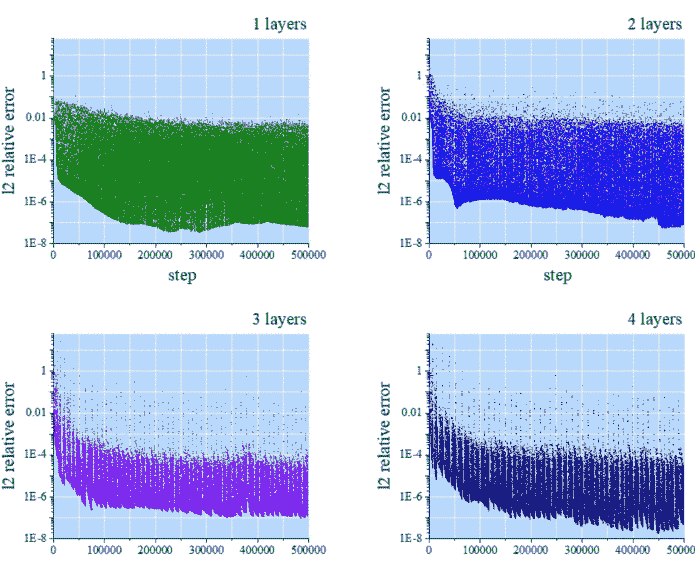 1 layers
l2 relative error
1
0.01
1E-4
1E-6
1E-8
0 100000 200000 300000 400000 500000
step
2 layers
l2 relative error
1
0.01
1E-4
1E-6
1E-8
0 100000 200000 300000 400000 50000
step
3 layers
l2 relative error
1
0.01
1E-4
1E-6
1E-8
0 100000 200000 300000 400000 500000
4 layers
l2 relative error
1
0.01
1E-4
1E-6
1E-8
0 100000 200000 300000 400000 50000